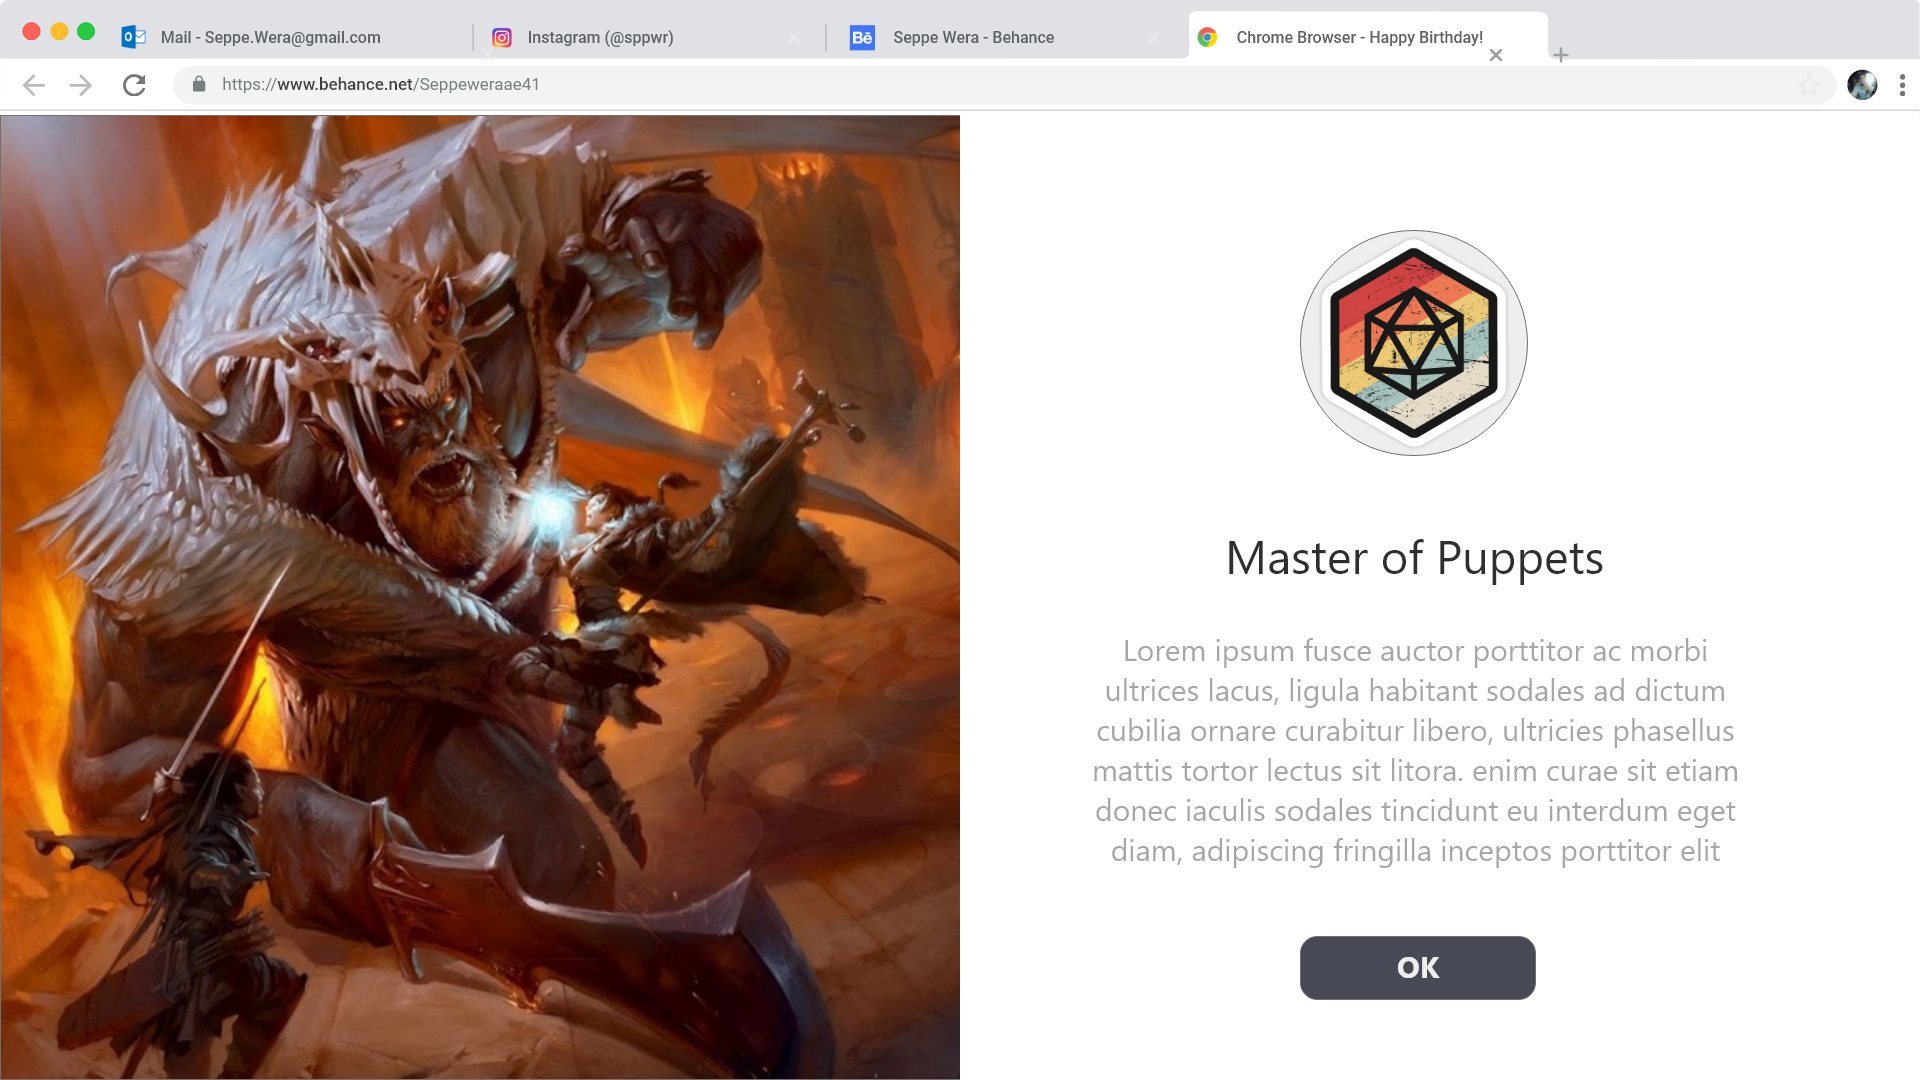 Mail - Seppe.Wera@gmail.com
Instagram (@sppwr)
Bē Seppe Wera - Behance
Chrome Browser - Happy Birthday!
https://www.behance.net/Seppeweraae41
Master of Puppets
Lorem ipsum fusce auctor porttitor ac morbi
ultrices lacus, ligula habitant sodales ad dictum
cubilia ornare curabitur libero, ultricies phasellus
mattis tortor lectus sit litora. enim curae sit etiam
donec iaculis sodales tincidunt eu interdum eget
diam, adipiscing fringilla inceptos porttitor elit
OK